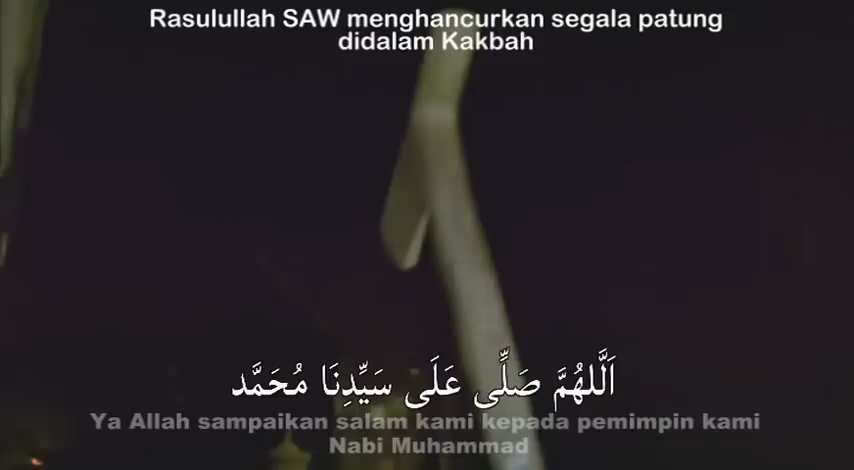 Rasulullah SAW menghancurkan segala patung
didalam Kakbah
اَللَّهُمَّ صَلِّى عَلَى سَيِّدِنَا مُحَمَّد
Ya Allah sampaikan salam kami kepada pemimpin kami
Nabi Muhammad